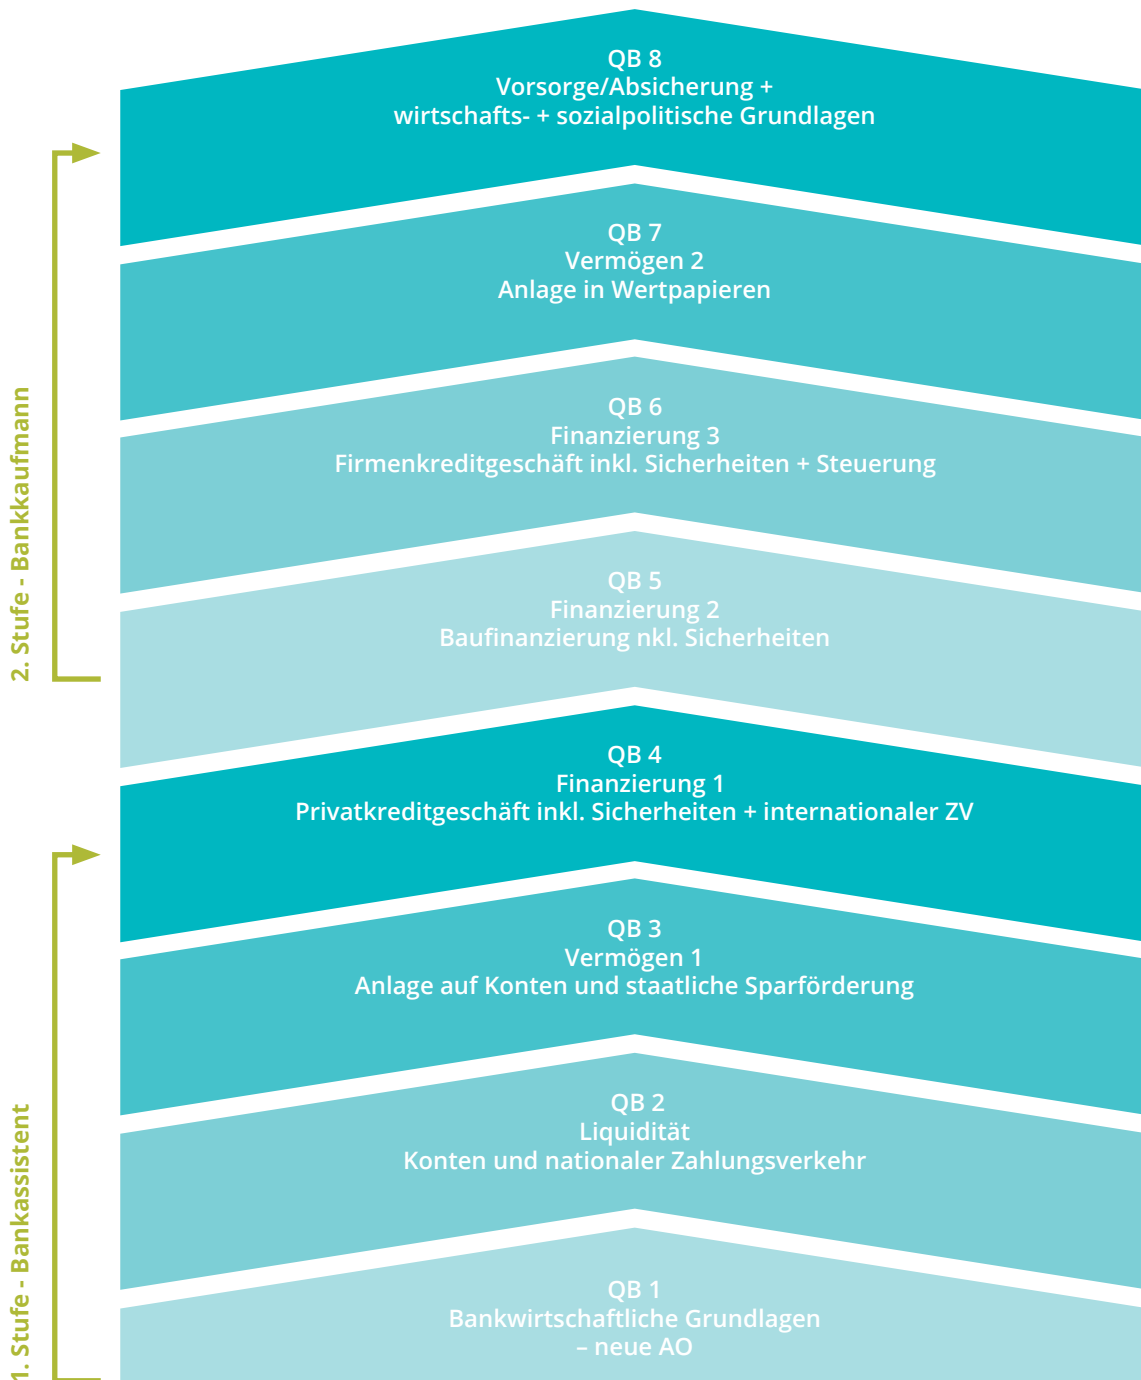 QB 8
Vorsorge/Absicherung +
wirtschafts- + sozialpolitische Grundlagen
QB 7
Vermögen 2
Anlage in Wertpapieren
QB 6
Finanzierung 3
Firmenkreditgeschäft inkl. Sicherheiten + Steuerung
QB 5
Finanzierung 2
Baufinanzierung nkl. Sicherheiten
2. Stufe - Bankkaufmann
QB 4
Finanzierung 1
Privatkreditgeschäft inkl. Sicherheiten + internationaler ZV
QB 3
Vermögen 1
Anlage auf Konten und staatliche Sparförderung
QB 2
Liquidität
Konten und nationaler Zahlungsverkehr
QB 1
Bankwirtschaftliche Grundlagen
– neue AO
1. Stufe - Bankassistent